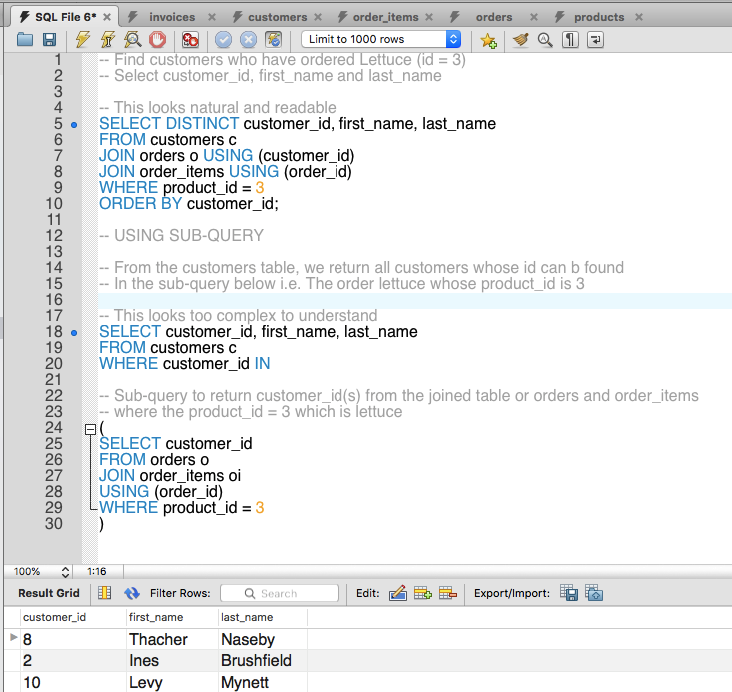 SQL File 6*
invoices
customers
order_items
orders
products
Limit to 1000 rows
1 -- Find customers who have ordered Lettuce (id = 3)
2 -- Select customer_id, first_name and last_name
3
4 -- This looks natural and readable
5 SELECT DISTINCT customer_id, first_name, last_name
6 FROM customers c
7 JOIN orders o USING (customer_id)
8 JOIN order_items USING (order_id)
9 WHERE product_id = 3
10 ORDER BY customer_id;
11
12 -- USING SUB-QUERY
13
14 -- From the customers table, we return all customers whose id can b found
15 -- In the sub-query below i.e. The order lettuce whose product_id is 3
16
17 -- This looks too complex to understand
18 SELECT customer_id, first_name, last_name
19 FROM customers c
20 WHERE customer_id IN
21
22 -- Sub-query to return customer_id(s) from the joined table or orders and order_items
23 -- where the product_id = 3 which is lettuce
24 (
25 SELECT customer_id
26 FROM orders o
27 JOIN order_items oi
28 USING (order_id)
29 WHERE product_id = 3
30 )
100% 1:16
Result Grid Filter Rows: Search Edit: Export/Import:
customer_id first_name last_name
8 Thacher Naseby
2 Ines Brushfield
10 Levy Mynett